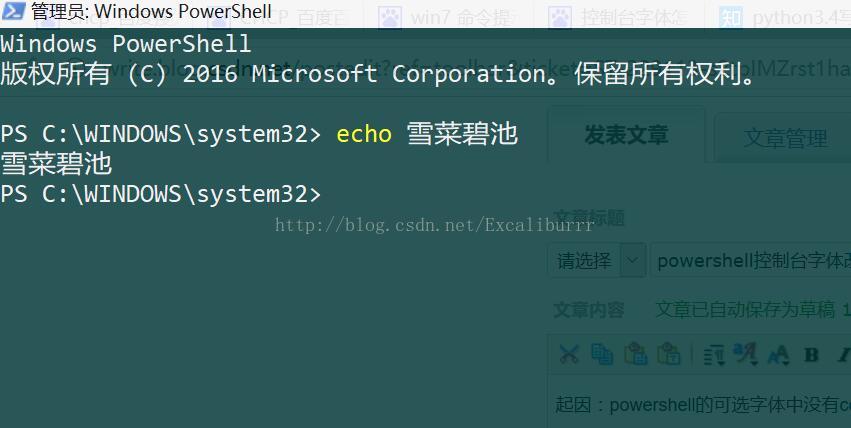 管理员: Windows PowerShell
win7 命令提
控制台字体怎
知 python3.4写
Windows PowerShell
版权所有 (C) 2016 Microsoft Corporation。保留所有权利。
PS C:\WINDOWS\system32> echo 雪菜碧池
雪菜碧池
PS C:\WINDOWS\system32>
发表文章
文章管理
http://blog.csdn.net/Excaliburrr
文章标题
请选择
powershell控制台字体
文章内容
文章已自动保存为草稿 1
B I
起因：powershell的可选字体中没有c